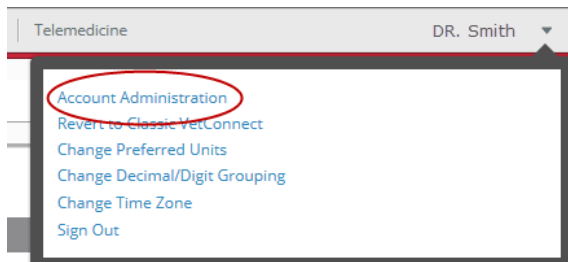 Telemedicine DR. Smith
Account Administration
Revert to Classic VetConnect
Change Preferred Units
Change Decimal/Digit Grouping
Change Time Zone
Sign Out